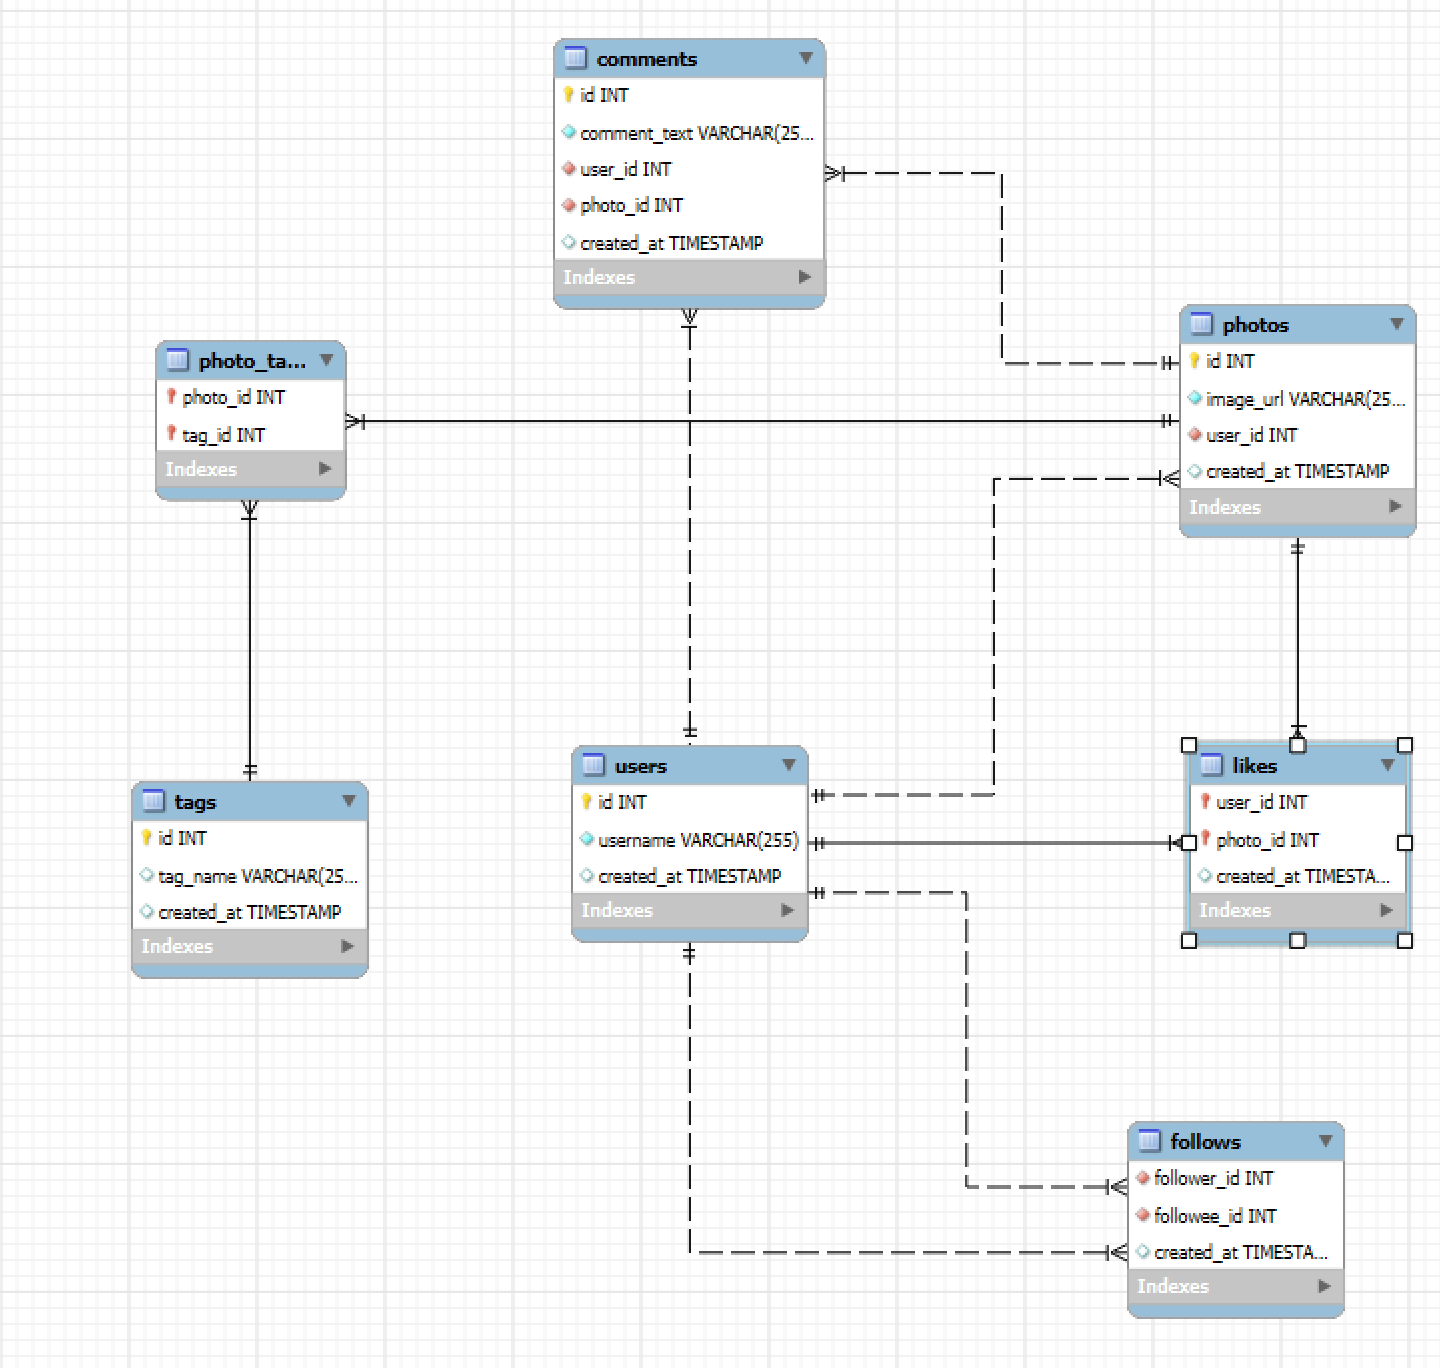 comments
id INT
comment_text VARCHAR(25...
user_id INT
photo_id INT
created_at TIMESTAMP
Indexes
photos
id INT
image_url VARCHAR(25...
user_id INT
created_at TIMESTAMP
Indexes
photo_ta...
photo_id INT
tag_id INT
Indexes
tags
id INT
tag_name VARCHAR(25...
created_at TIMESTAMP
Indexes
users
id INT
username VARCHAR(255)
created_at TIMESTAMP
Indexes
likes
user_id INT
photo_id INT
created_at TIMESTA...
Indexes
follows
follower_id INT
followee_id INT
created_at TIMESTA...
Indexes